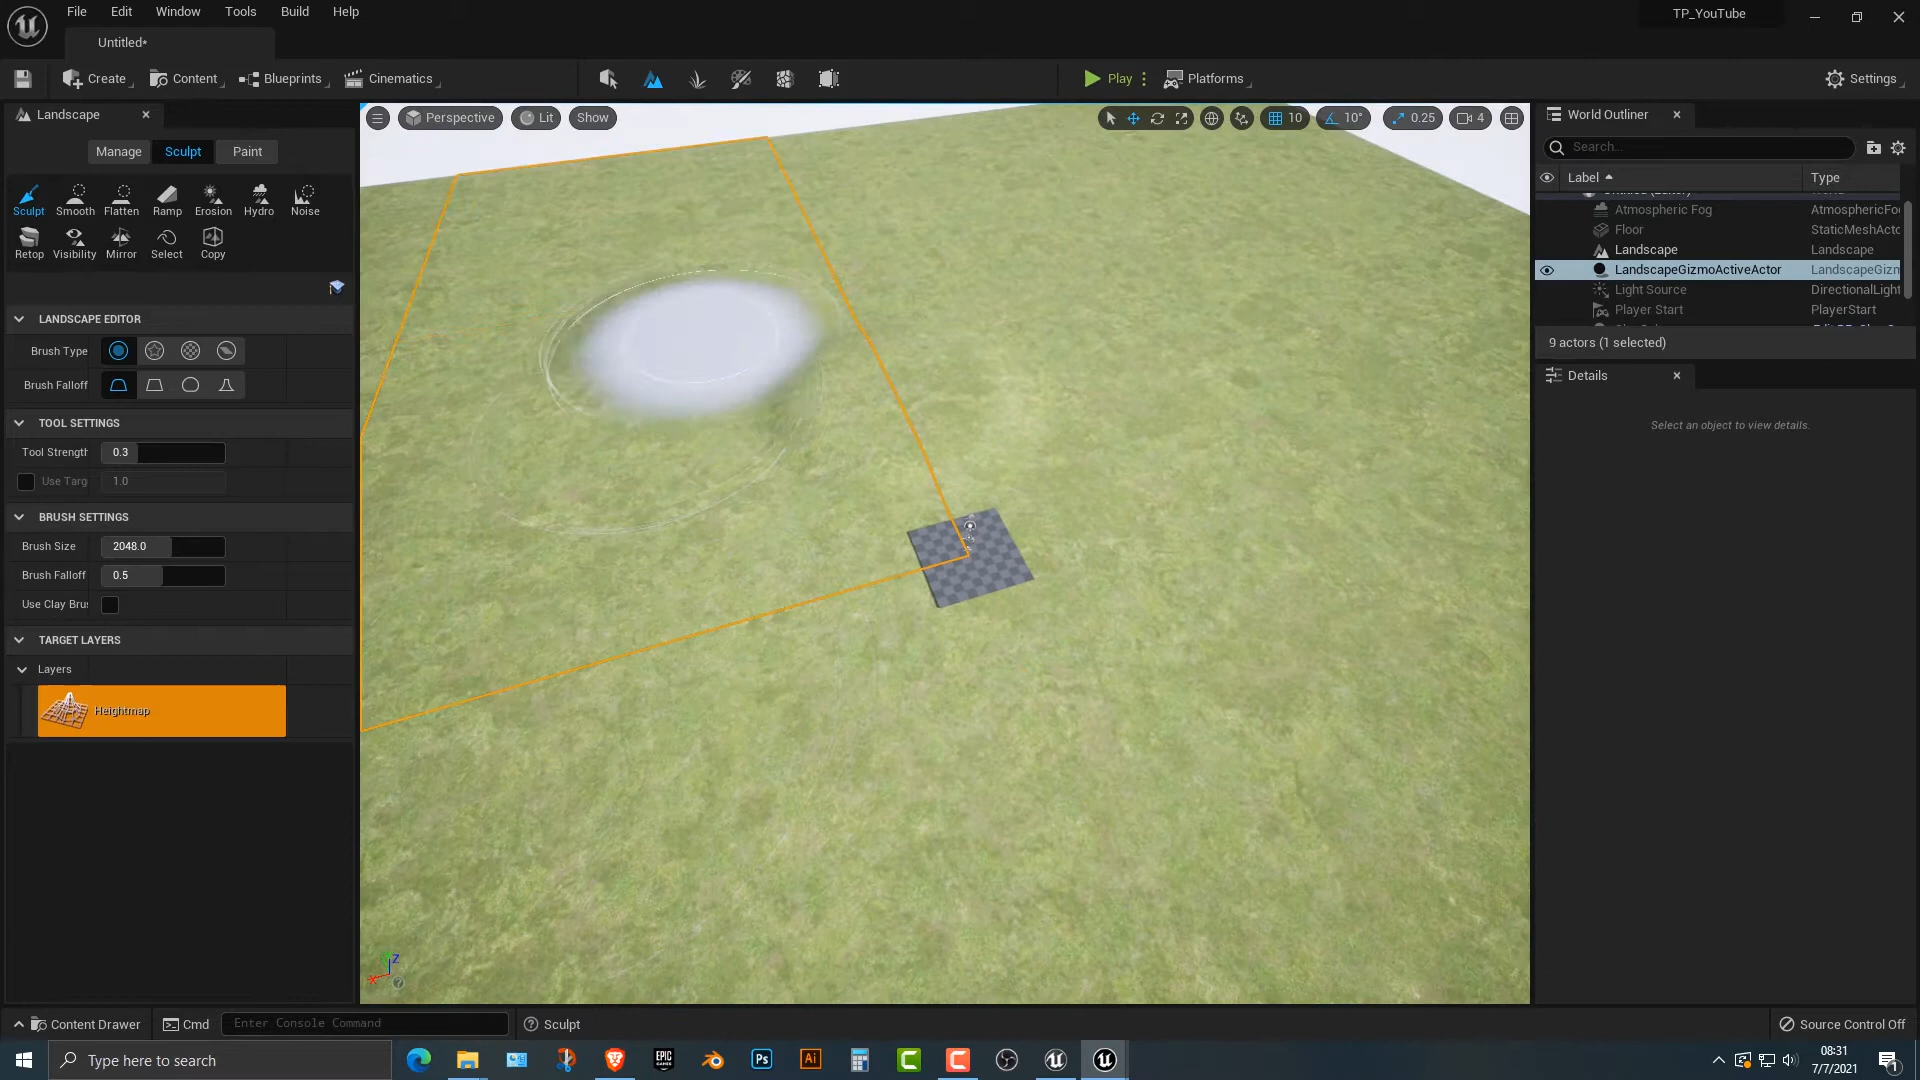 File Edit Window Tools Build Help
TP_YouTube
Untitled*
Create Content Blueprints Cinematics
Play Platforms
Settings
Landscape
Manage Sculpt Paint
Sculpt Smooth Flatten Ramp Erosion Hydro Noise
Retop Visibility Mirror Select Copy
LANDSCAPE EDITOR
Brush Type
Brush Falloff
TOOL SETTINGS
Tool Strength 0.3
Use Targ 1.0
BRUSH SETTINGS
Brush Size 2048.0
Brush Falloff 0.5
Use Clay Brus
TARGET LAYERS
Layers
Heightmap
Perspective Lit Show
10 10° 0.25 4
Z
X
World Outliner
Search...
Label Type
Atmospheric Fog AtmosphericFo
Floor StaticMeshActo
Landscape Landscape
LandscapeGizmoActiveActor LandscapeGizm
Light Source DirectionalLight
Player Start PlayerStart
9 actors (1 selected)
Details
Select an object to view details.
Content Drawer Cmd Enter Console Command Sculpt
Source Control Off
Type here to search
EPIC GAMES
Ps
Ai
08:31
7/7/2021
1